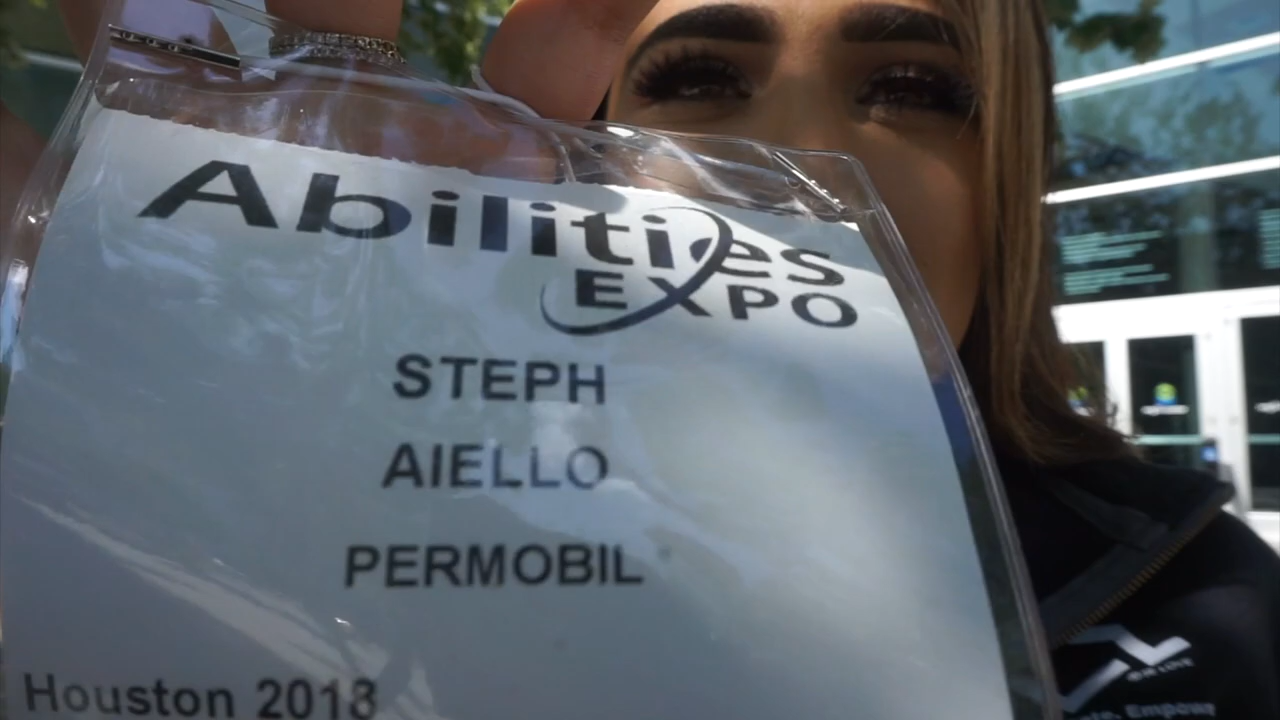 Abilities
EXPO
STEPH
AIELLO
PERMOBIL
Houston 2018